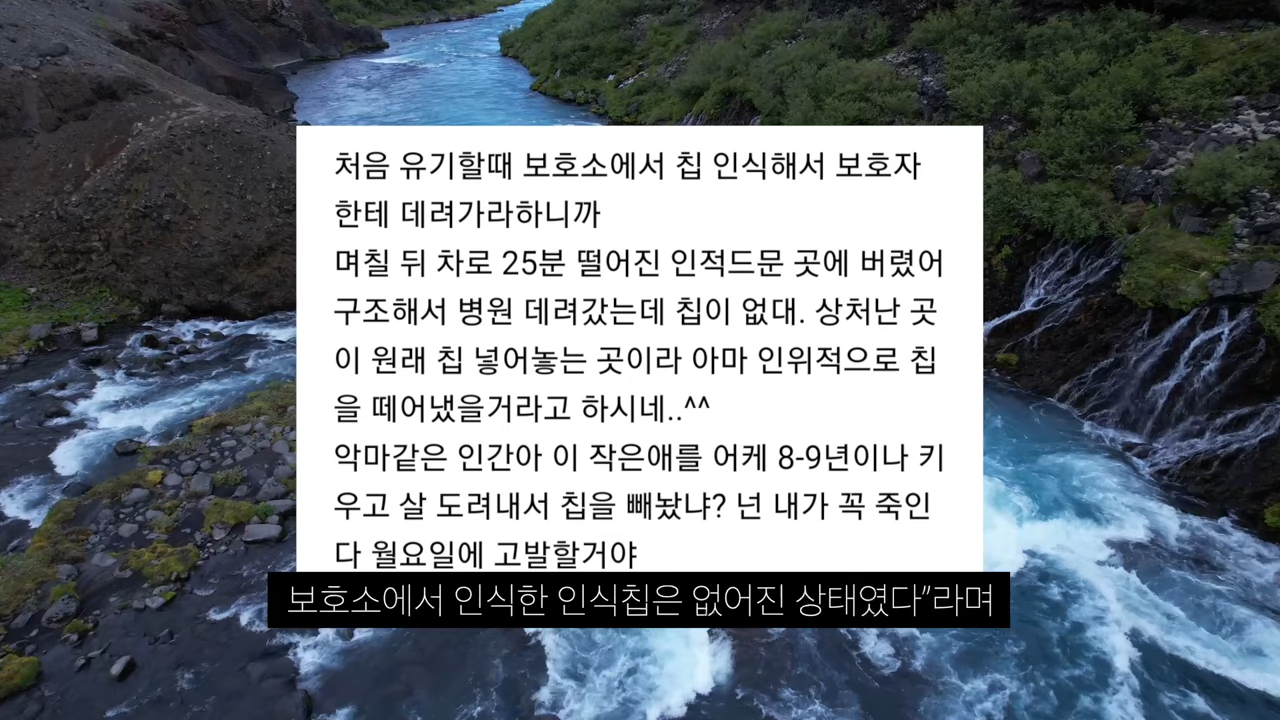 처음 유기할때 보호소에서 칩 인식해서 보호자
한테 데려가라하니까
며칠 뒤 차로 25분 떨어진 인적드문 곳에 버렸어
구조해서 병원 데려갔는데 칩이 없대. 상처난 곳
이 원래 칩 넣어놓는 곳이라 아마 인위적으로 칩
을 떼어냈을거라고 하시네..^^
악마같은 인간아 이 작은애를 어케 8-9년이나 키
우고 살 도려내서 칩을 빼놨냐? 넌 내가 꼭 죽인
다 월요일에 고발할거야
보호소에서 인식한 인식칩은 없어진 상태였다”라며